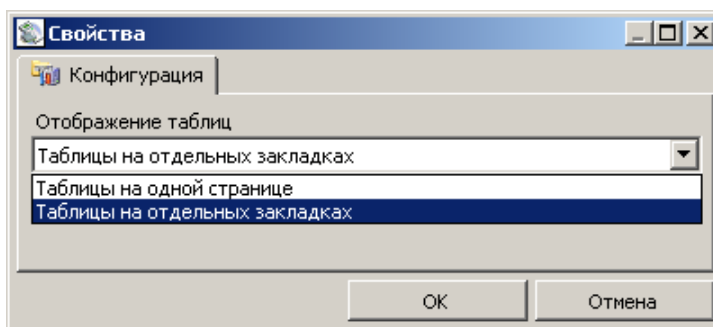 Свойства
Конфигурация
Отображение таблиц
Таблицы на отдельных закладках
Таблицы на одной странице
Таблицы на отдельных закладках
OK
Отмена